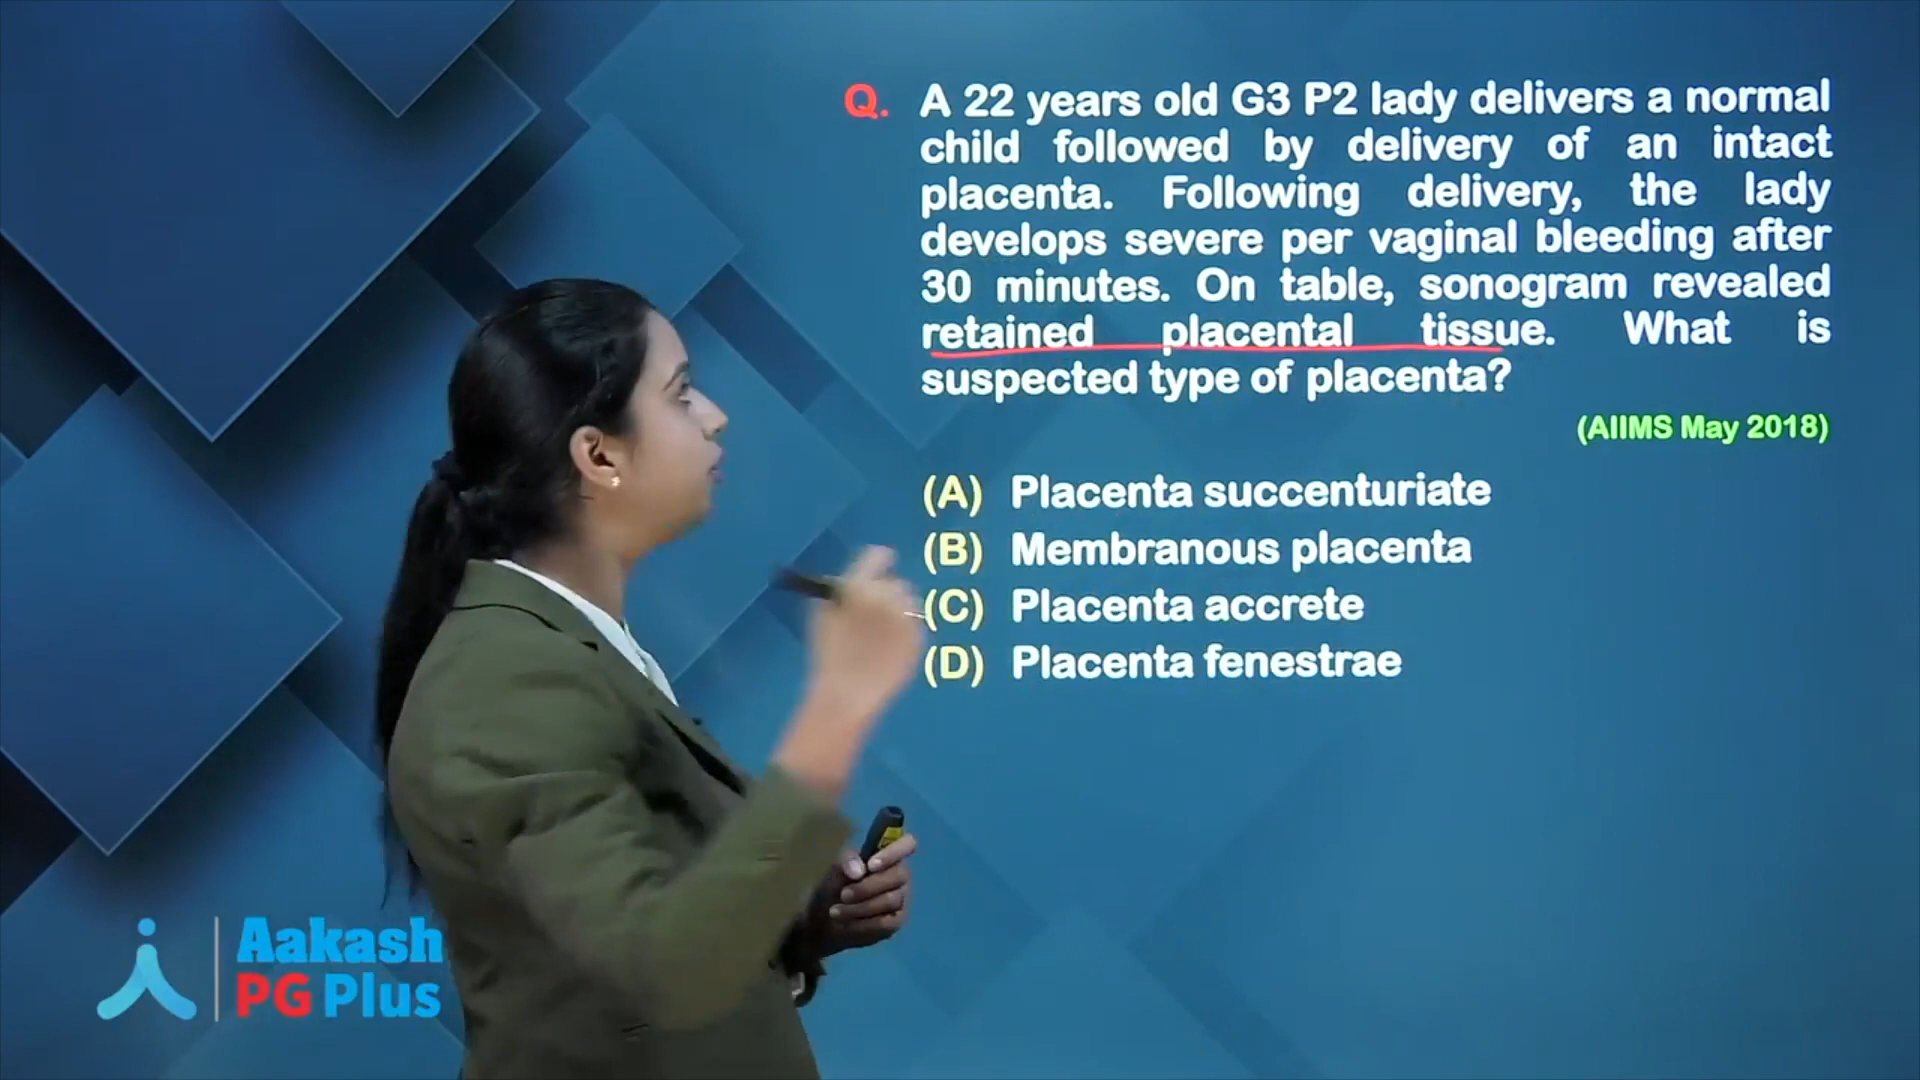 Q. A 22 years old G3 P2 lady delivers a normal
child followed by delivery of an intact
placenta. Following delivery, the lady
develops severe per vaginal bleeding after
30 minutes. On table, sonogram revealed
retained placental tissue. What is
suspected type of placenta?
(AIIMS May 2018)
(A) Placenta succenturiate
(B) Membranous placenta
(C) Placenta accrete
(D) Placenta fenestrae
Aakash
PG Plus